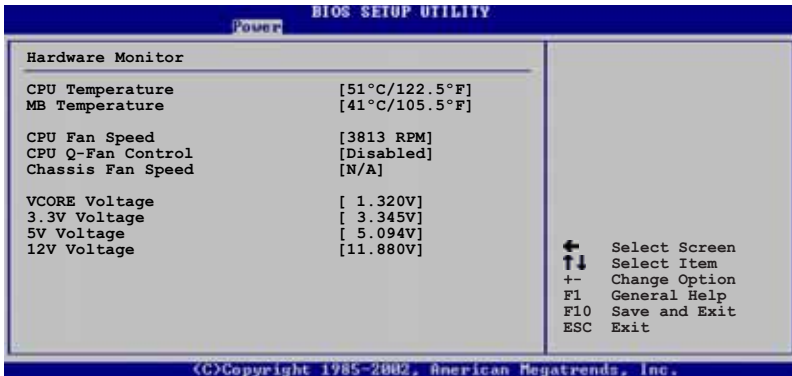 BIOS SETUP UTILITY
Power
Hardware Monitor
CPU Temperature [51°C/122.5°F]
MB Temperature [41°C/105.5°F]
CPU Fan Speed [3813 RPM]
CPU Q-Fan Control [Disabled]
Chassis Fan Speed [N/A]
VCORE Voltage [ 1.320V]
3.3V Voltage [ 3.345V]
5V Voltage [ 5.094V]
12V Voltage [11.880V]
← Select Screen
↑↓ Select Item
+- Change Option
F1 General Help
F10 Save and Exit
ESC Exit
(C)Copyright 1985-2002, American Megatrends, Inc.